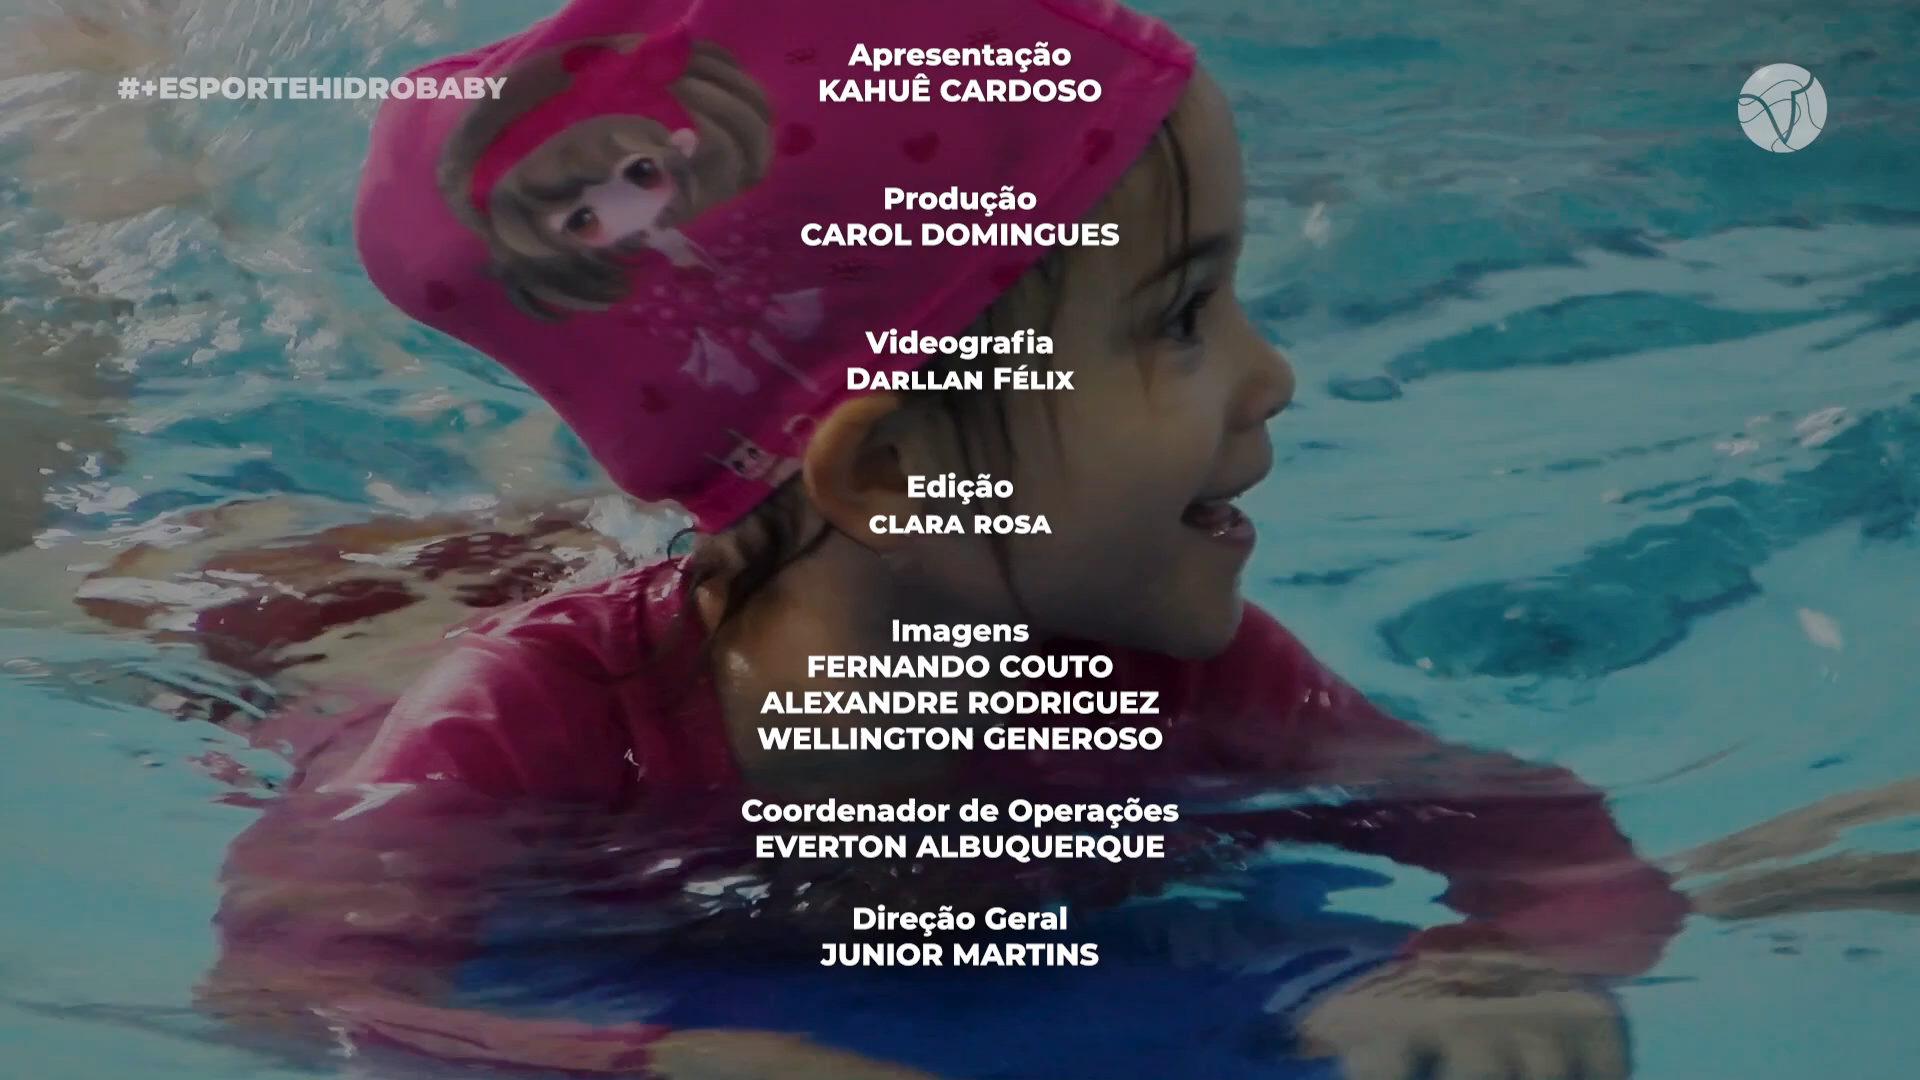 #+ESPORTEHIDROBABY
Apresentação
KAHUÊ CARDOSO
Produção
CAROL DOMINGUES
Videografia
DARLLAN FÉLIX
Edição
CLARA ROSA
Imagens
FERNANDO COUTO
ALEXANDRE RODRIGUEZ
WELLINGTON GENEROSO
Coordenador de Operações
EVERTON ALBUQUERQUE
Direção Geral
JUNIOR MARTINS